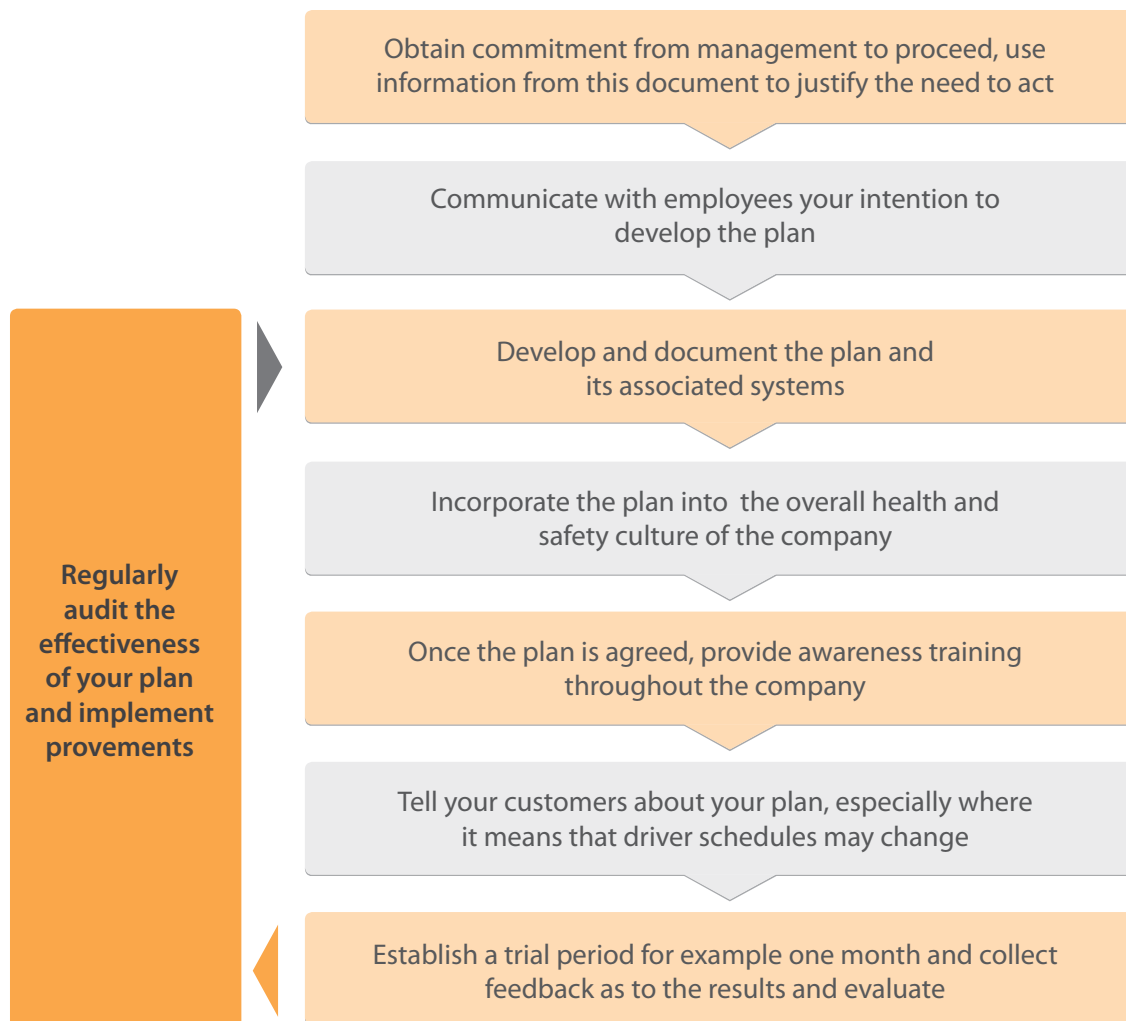 Obtain commitment from management to proceed, use
information from this document to justify the need to act
Communicate with employees your intention to
develop the plan
Develop and document the plan and
its associated systems
Incorporate the plan into  the overall health and
safety culture of the company
Once the plan is agreed, provide awareness training
throughout the company
Tell your customers about your plan, especially where
it means that driver schedules may change
Establish a trial period for example one month and collect
feedback as to the results and evaluate
Regularly
audit the
effectiveness
of your plan
and implement
provements